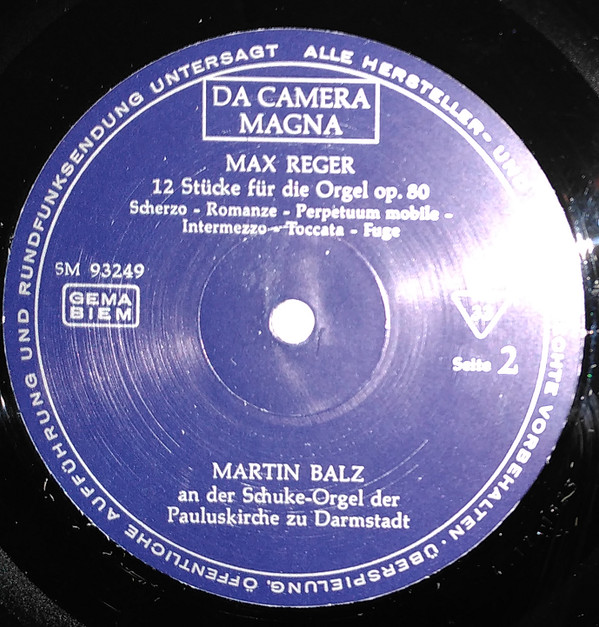 ALLE HERSTELLER- UND
CHTE VORBEHALTEN · ÜBERSPIELUNG, ÖFFENTLICHE AUFFÜHRUNG UND RUNDFUNKSENDUNG UNTERSAGT
DA CAMERA
MAGNA
MAX REGER
12 Stücke für die Orgel op. 80
Scherzo - Romanze - Perpetuum mobile -
Intermezzo - Toccata - Fuge
SM 93249
GEMA
BIEM
33
Seite 2
MARTIN BALZ
an der Schuke-Orgel der
Pauluskirche zu Darmstadt